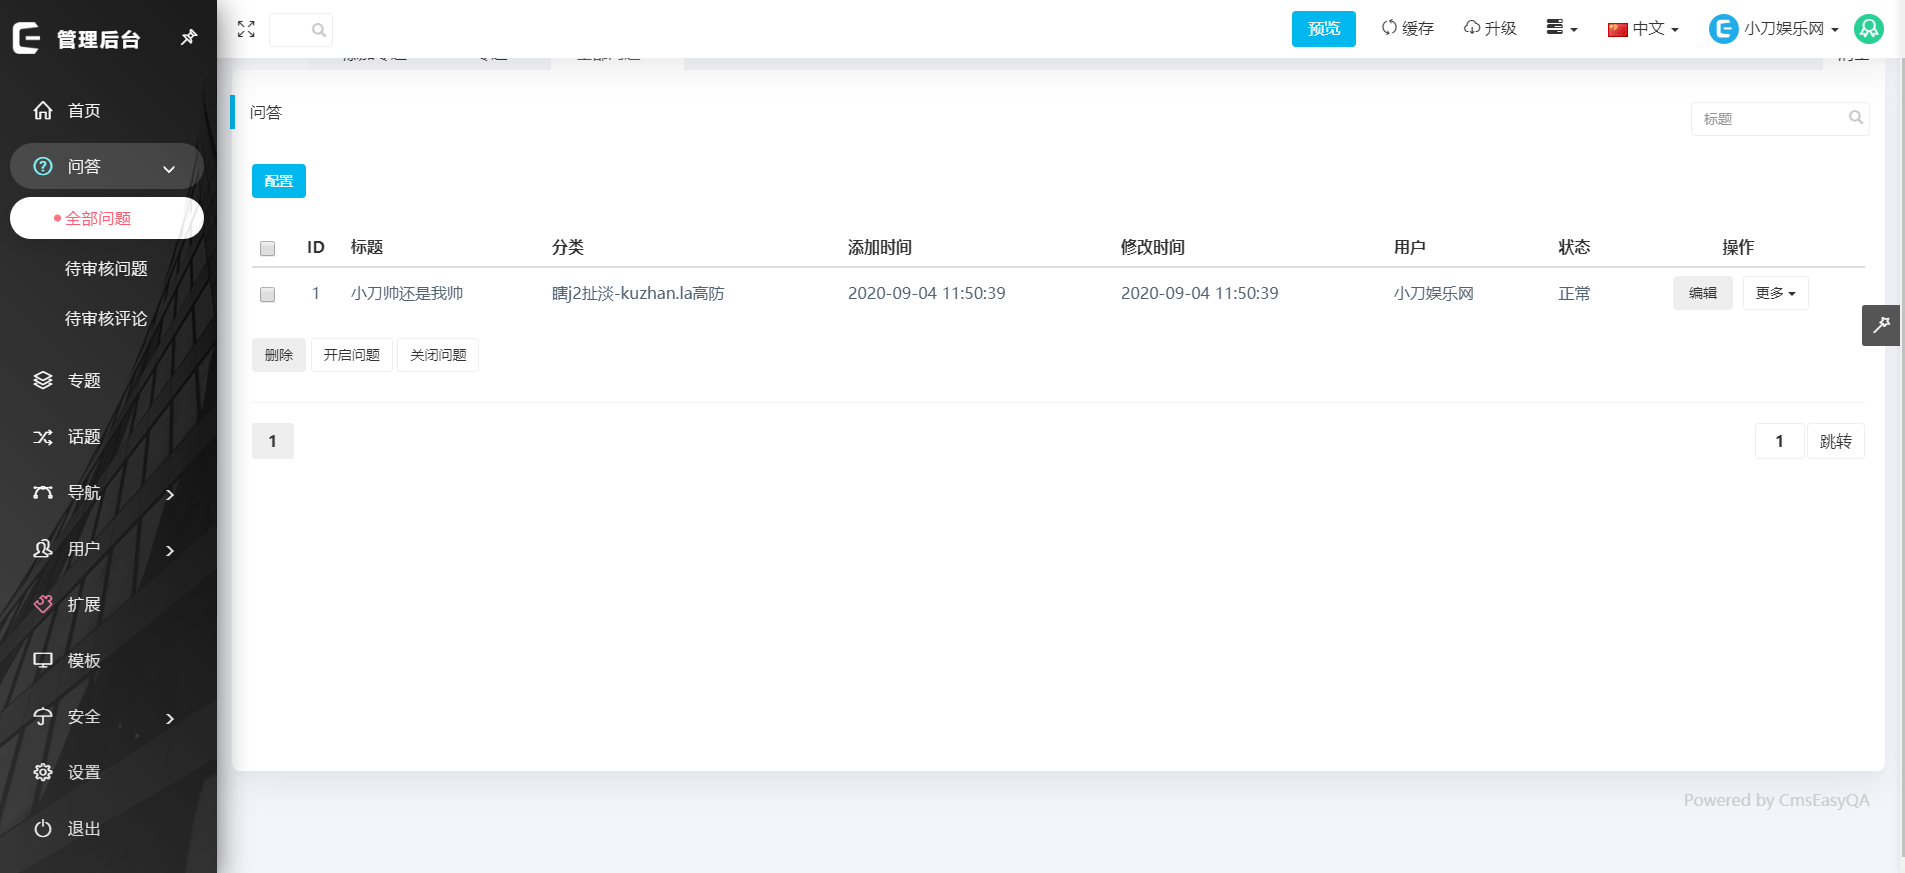 管理后台
首页
问答
全部问题
待审核问题
待审核评论
专题
话题
导航
用户
扩展
模板
安全
设置
退出
预览
缓存
升级
中文
小刀娱乐网
问答
标题
配置
ID 标题 分类 添加时间 修改时间 用户 状态 操作
1 小刀帅还是我帅 瞎j2扯淡-kuzhan.la高防 2020-09-04 11:50:39 2020-09-04 11:50:39 小刀娱乐网 正常 编辑 更多
删除 开启问题 关闭问题
1
1 跳转
Powered by CmsEasyQA